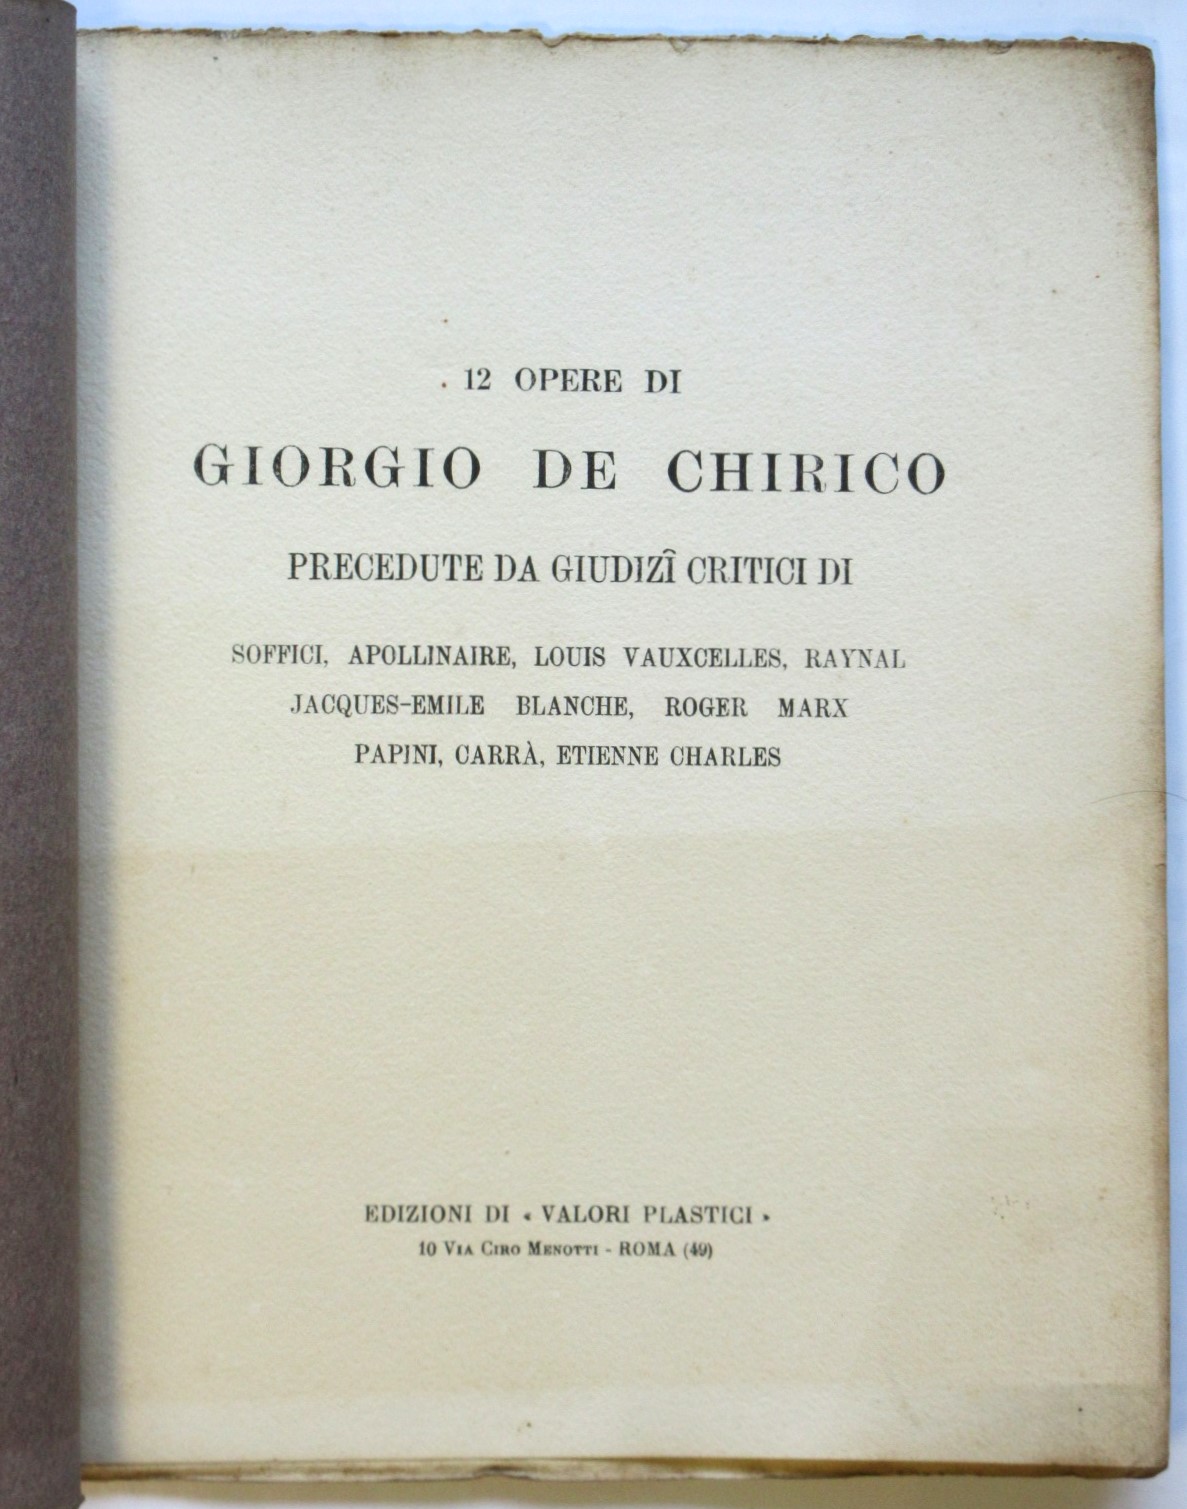 12 OPERE DI
GIORGIO DE CHIRICO
PRECEDUTE DA GIUDIZÎ CRITICI DI
SOFFICI, APOLLINAIRE, LOUIS VAUXCELLES, RAYNAL
JACQUES-EMILE BLANCHE, ROGER MARX
PAPINI, CARRÀ, ETIENNE CHARLES
EDIZIONI DI « VALORI PLASTICI »
10 VIA CIRO MENOTTI - ROMA (49)